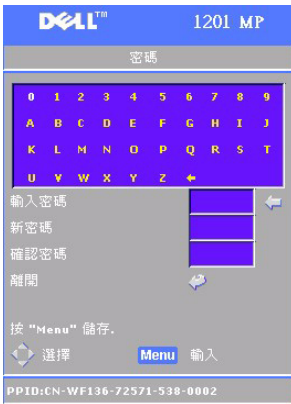 DELL™ 1201 MP
密碼
0 1 2 3 4 5 6 7 8 9
A B C D E F G H I J
K L M N O P Q R S T
U V W X Y Z ←
輸入密碼
新密碼
確認密碼
離開
按 "Menu" 儲存.
選擇 Menu 輸入
PPID:CN-WF136-72571-538-0002